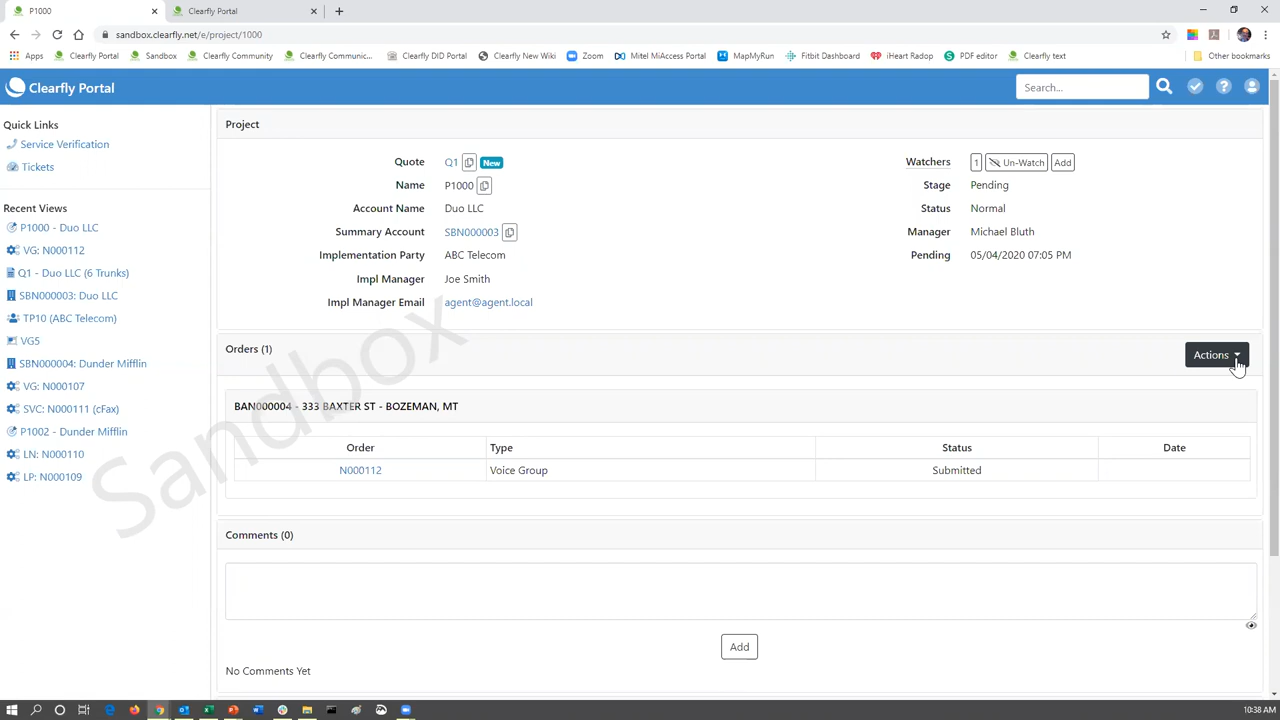 P1000
Clearfly Portal
sandbox.clearfly.net/e/project/1000
Apps
Clearfly Portal
Sandbox
Clearfly Community
Clearfly Communic...
Clearfly DID Portal
Clearfly New Wiki
Zoom
Mitel MiAccess Portal
MapMyRun
Fitbit Dashboard
iHeart Radop
PDF editor
Clearfly text
Other bookmarks
Clearfly Portal
Search...
Quick Links
Service Verification
Tickets
Recent Views
P1000 - Duo LLC
VG: N000112
Q1 - Duo LLC (6 Trunks)
SBN000003: Duo LLC
TP10 (ABC Telecom)
VG5
SBN000004: Dunder Mifflin
VG: N000107
SVC: N000111 (cFax)
P1002 - Dunder Mifflin
LN: N000110
LP: N000109
Project
Quote Q1 New
Name P1000
Account Name Duo LLC
Summary Account SBN000003
Implementation Party ABC Telecom
Impl Manager Joe Smith
Impl Manager Email agent@agent.local
Watchers 1 Un-Watch Add
Stage Pending
Status Normal
Manager Michael Bluth
Pending 05/04/2020 07:05 PM
Orders (1)
Actions
BAN000004 - 333 BAXTER ST - BOZEMAN, MT
Order Type Status Date
N000112 Voice Group Submitted
Comments (0)
Add
No Comments Yet
Sandbox
10:38 AM